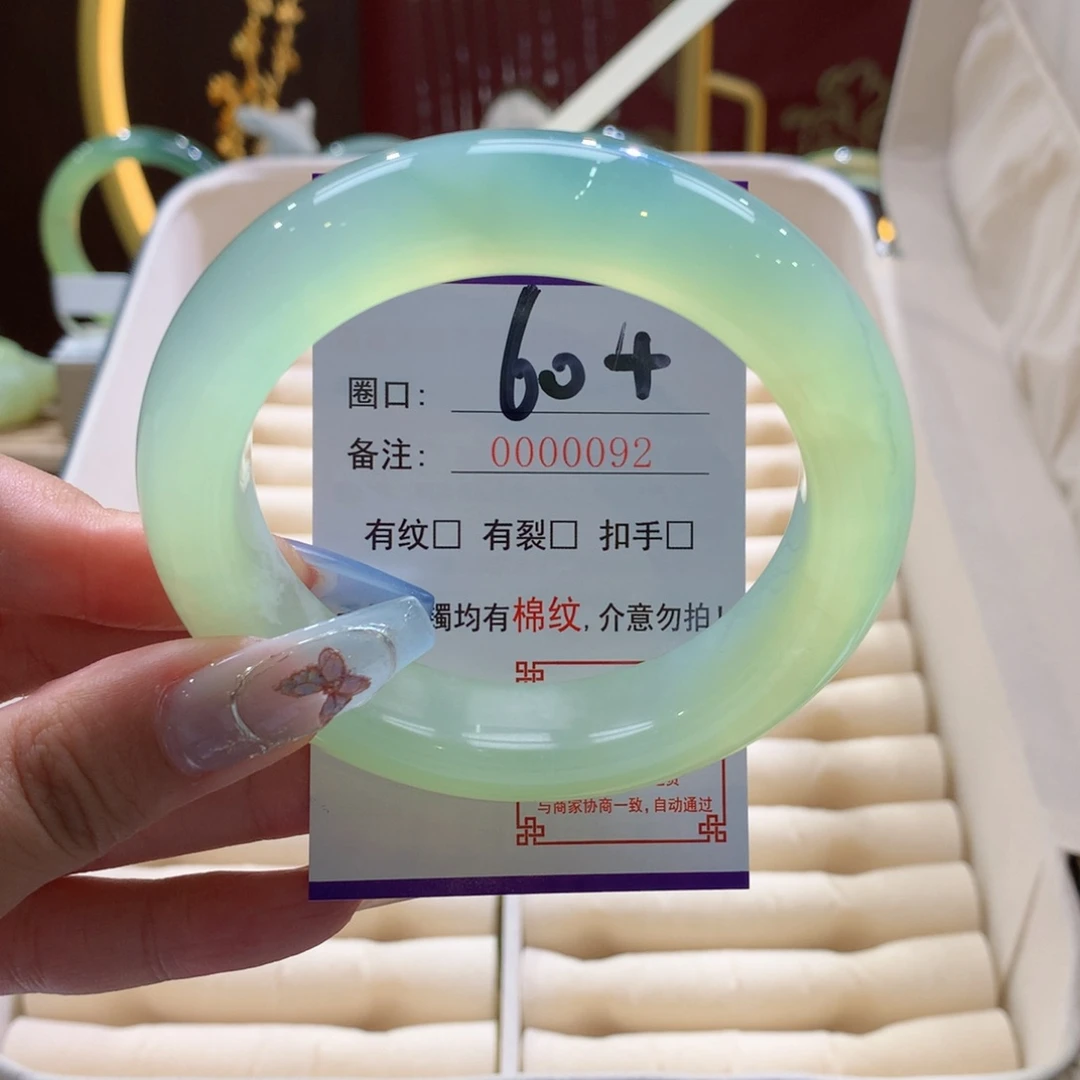 圈口: 604
备注: 0000092
有纹□ 有裂□ 扣手□
镯均有棉纹, 介意勿拍!
与商家协商一致, 自动通过